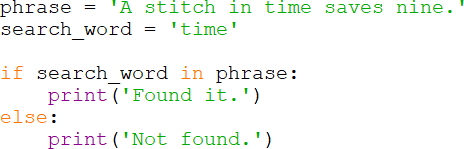 phrase = 'A stitch in time saves nine.'
search_word = 'time'

if search_word in phrase:
    print('Found it.')
else:
    print('Not found.')